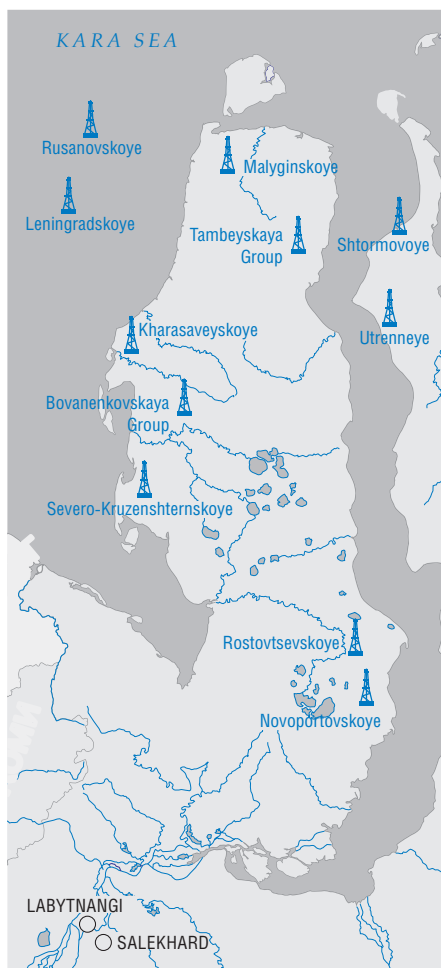 KARA SEA
Rusanovskoye
Malyginskoye
Leningradskoye
Tambeyskaya
Group
Shtormovoye
Kharasaveyskoye
Utrenneye
Bovanenkovskaya
Group
Severo-Kruzenshternskoye
Rostovtsevskoye
Novoportovskoye
LABYTNANGI
SALEKHARD